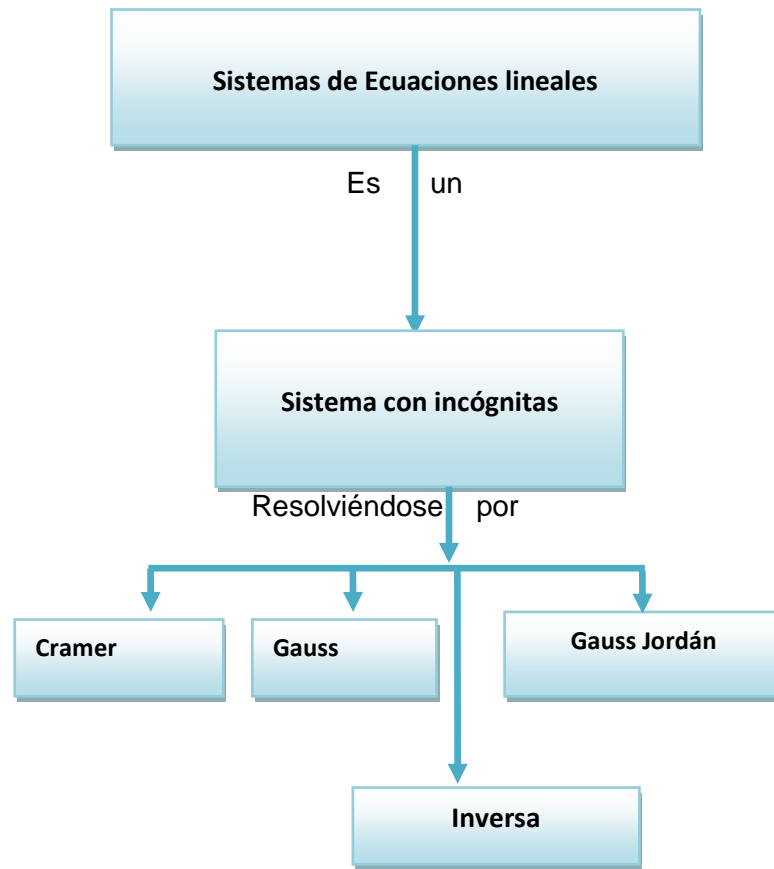 Sistemas de Ecuaciones lineales
Es un
Sistema con incógnitas
Resolviéndose por
Cramer
Gauss
Gauss Jordán
Inversa